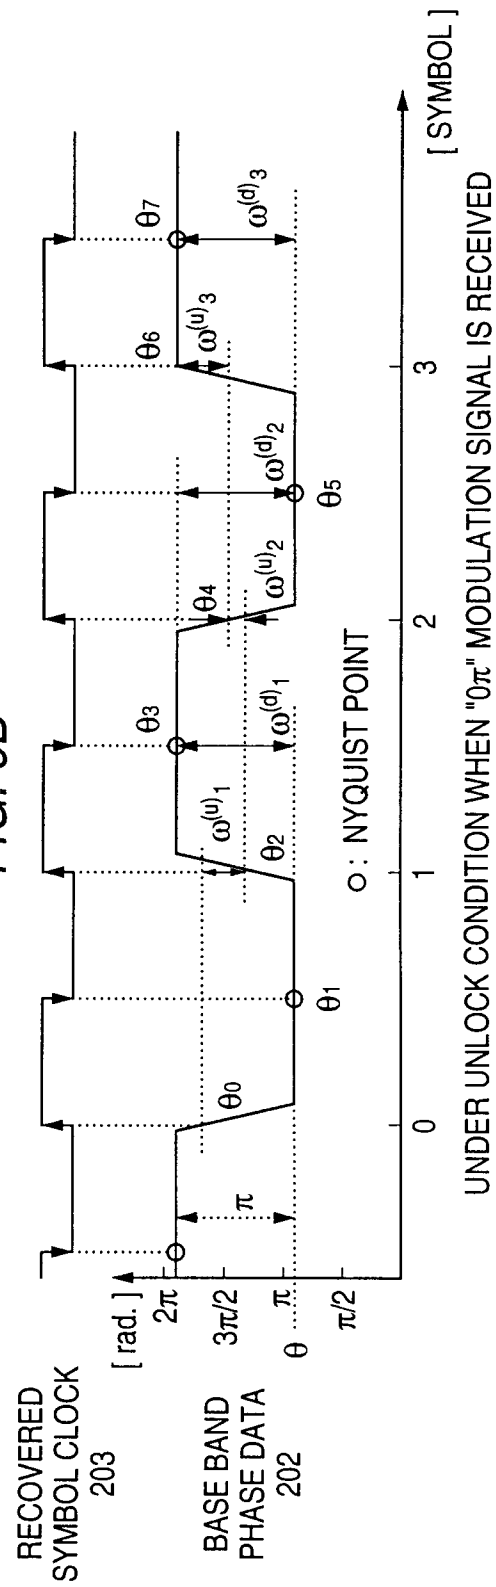 RECOVERED
SYMBOL CLOCK
203
BASE BAND
PHASE DATA
202
[ rad. ]
2π
3π/2
π
θ
π/2
π
θ0
θ1
θ2
ω(u)1
θ3
ω(d)1
θ4
ω(u)2
ω(d)2
θ5
θ6
ω(u)3
θ7
ω(d)3
0
1
2
3
[ SYMBOL ]
O : NYQUIST POINT
UNDER UNLOCK CONDITION WHEN "0π" MODULATION SIGNAL IS RECEIVED